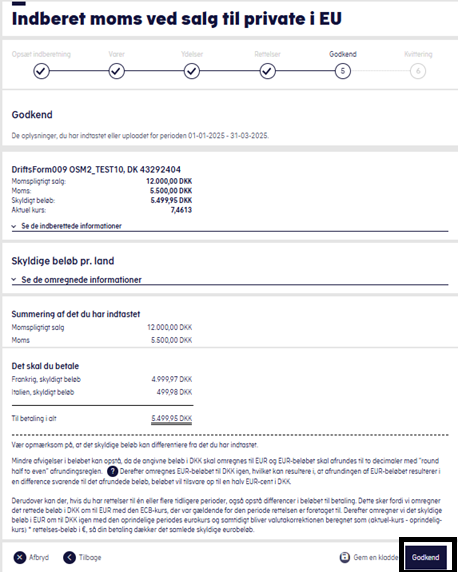 Indberet moms ved salg til private i EU
Opsæt indberetning Varer Ydelser Rettelser Godkend Kvittering
5 6
Godkend
De oplysninger, du har indtastet eller uploadet for perioden 01-01-2025 - 31-03-2025.
DriftsForm009 OSM2_TEST10, DK 43292404
Momspligtigt salg: 12.000,00 DKK
Moms: 5.500,00 DKK
Skyldigt beløb: 5.499,95 DKK
Aktuel kurs: 7,4613
Se de indberettede informationer
Skyldige beløb pr. land
Se de omregnede informationer
Summering af det du har indtastet
Momspligtigt salg 12.000,00 DKK
Moms 5.500,00 DKK
Det skal du betale
Frankrig, skyldigt beløb 4.999,97 DKK
Italien, skyldigt beløb 499,98 DKK
Til betaling i alt 5.499,95 DKK
Vær opmærksom på, at det skyldige beløb kan differentiere fra det du har indtastet.
Mindre afvigelser i beløbet kan opstå, da de angivne beløb i DKK skal omregnes til EUR og EUR-beløbet skal afrundes til to decimaler med "round
half to even" afrundingsreglen. ? Derefter omregnes EUR-beløbet til DKK igen, hvilket kan resultere i, at afrundingen af EUR-beløbet resulterer i
en difference svarende til det afrundede beløb, beløbet vil tilsvare op til en halv EUR cent i DKK.
Derudover kan der, hvis du har rettelser til én eller flere tidligere perioder, også opstå differencer i beløbet til betaling. Dette sker fordi vi omregner
det rettede beløb i DKK om til EUR med den ECB-kurs, der var gældende for den periode rettelsen er foretaget til. Derefter omregner vi det skyldige
beløb i EUR om til DKK igen med den oprindelige periodes eurokurs og samtidigt bliver valutakorrektionen beregnet som (aktuel-kurs - oprindelig-
kurs) * rettelses-beløb i €, så din betaling dækker det samlede skyldige eurobeløb.
Afbryd Tilbage Gem en kladde Godkend